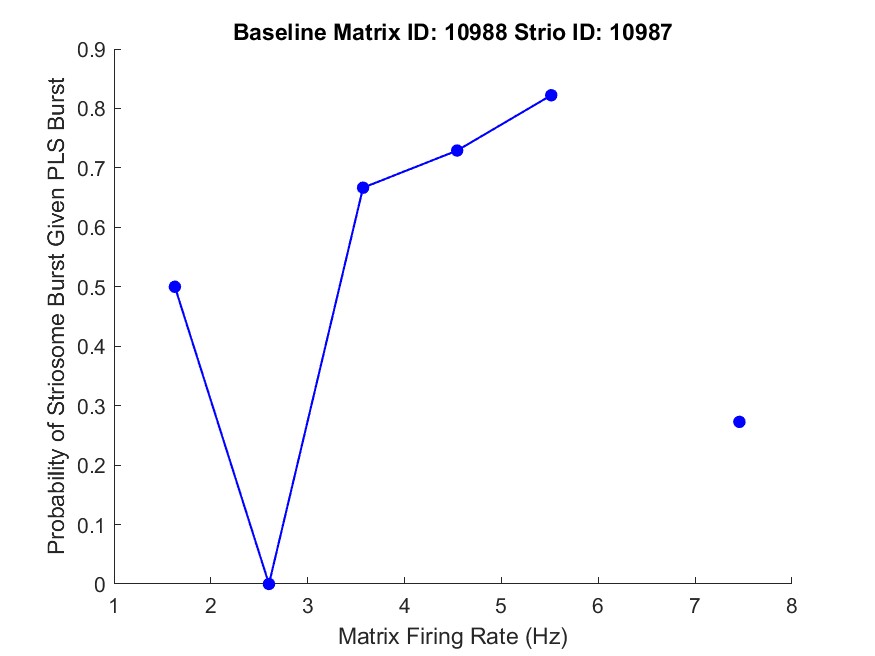 Baseline Matrix ID: 10988 Strio ID: 10987
Probability of Striosome Burst Given PLS Burst
0.9
0.8
0.7
0.6
0.5
0.4
0.3
0.2
0.1
0
1 2 3 4 5 6 7 8
Matrix Firing Rate (Hz)